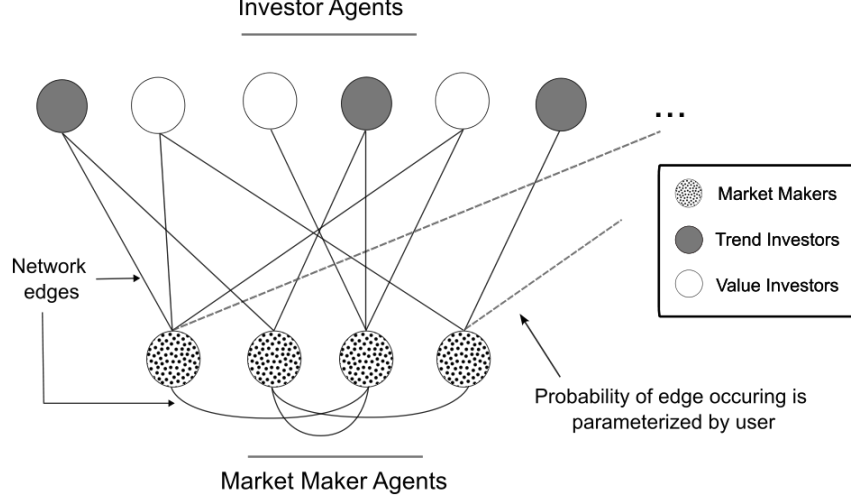 Investor Agents
...
Market Makers
Trend Investors
Value Investors
Network
edges
Probability of edge occuring is
parameterized by user
Market Maker Agents